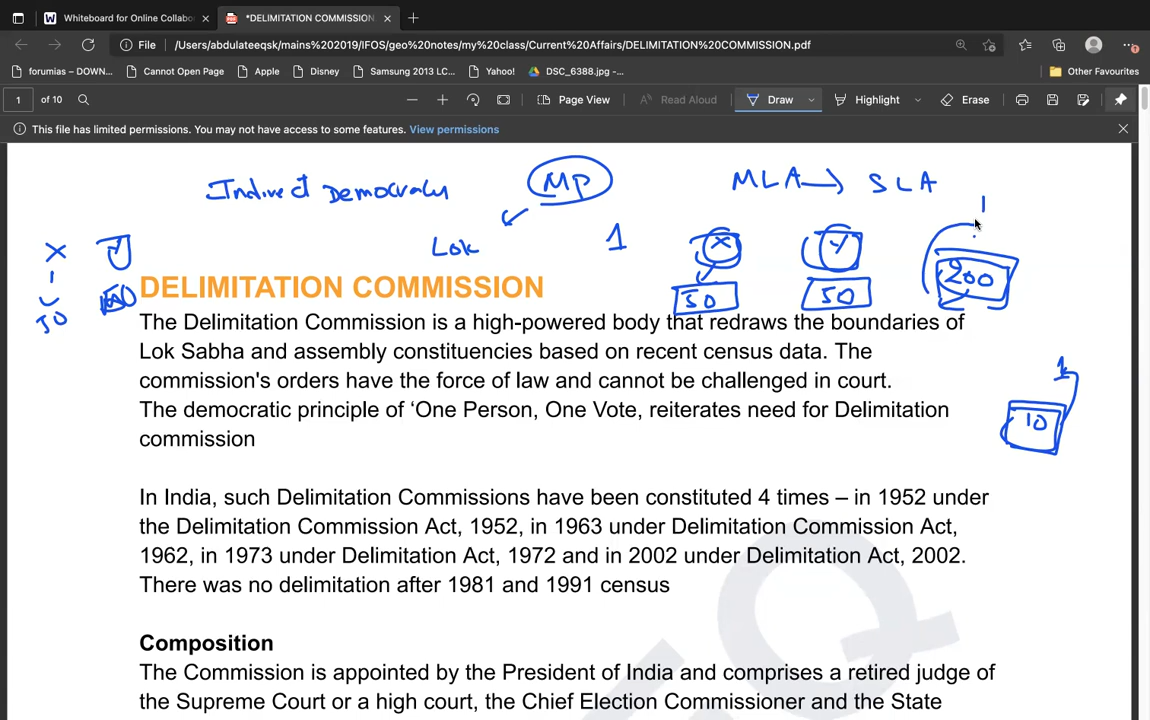 Whiteboard for Online Collabo
*DELIMITATION COMMISSION
File /Users/abdulateeqsk/mains%202019/IFOS/geo%20notes/my%20class/Current%20Affairs/DELIMITATION%20COMMISSION.pdf
forumias – DOWN... Cannot Open Page Apple Disney Samsung 2013 LC... Yahoo! DSC_6388.jpg -... Other Favourites
1 of 10 Page View Read Aloud Draw Highlight Erase
This file has limited permissions. You may not have access to some features. View permissions
Indirect Democracy MP MLA → SLA
1
X Lok 1 X Y
50 50 50 200
DELIMITATION COMMISSION
The Delimitation Commission is a high-powered body that redraws the boundaries of
Lok Sabha and assembly constituencies based on recent census data. The
commission's orders have the force of law and cannot be challenged in court.
1
The democratic principle of ‘One Person, One Vote, reiterates need for Delimitation
10
commission
In India, such Delimitation Commissions have been constituted 4 times – in 1952 under
the Delimitation Commission Act, 1952, in 1963 under Delimitation Commission Act,
1962, in 1973 under Delimitation Act, 1972 and in 2002 under Delimitation Act, 2002.
There was no delimitation after 1981 and 1991 census
Composition
The Commission is appointed by the President of India and comprises a retired judge of
the Supreme Court or a high court, the Chief Election Commissioner and the State